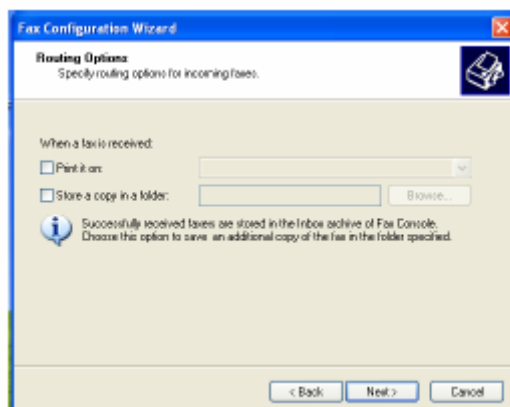 Fax Configuration Wizard
Routing Options
Specify routing options for incoming faxes.
When a fax is received:
Print it on:
Store a copy in a folder:
Browse...
Successfully received faxes are stored in the Inbox archive of Fax Console.
Choose this option to save an additional copy of the fax in the folder specified.
< Back
Next >
Cancel